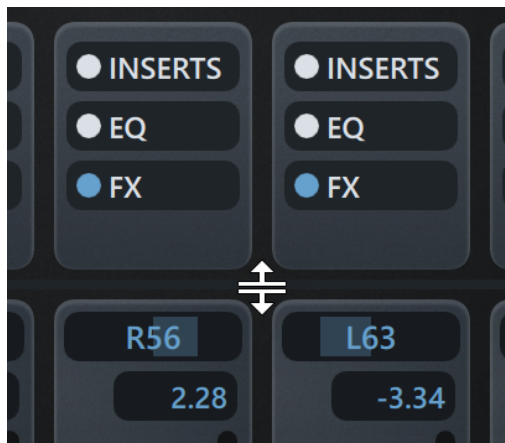 INSERTS INSERTS
EQ EQ
FX FX
R56 L63
2.28 -3.34